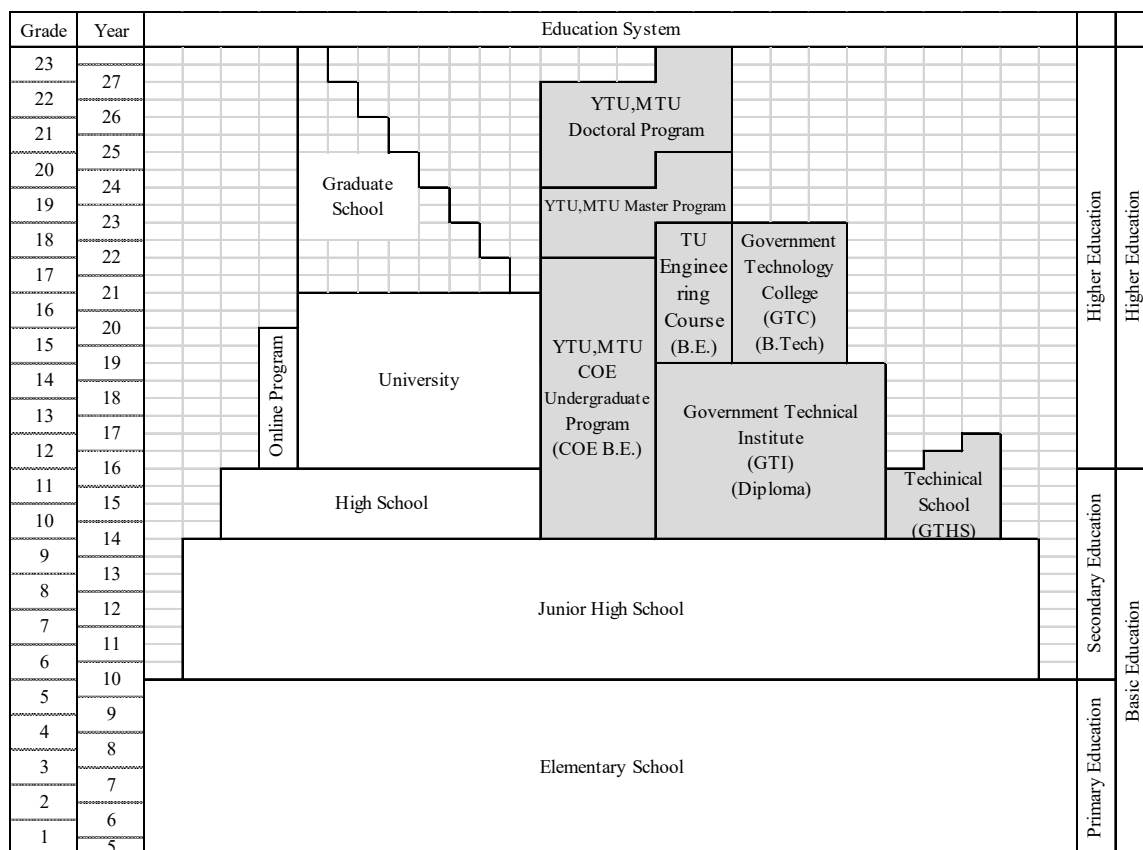 Grade Year Education System
23
22
21
20
19
18
17
16
15
14
13
12
11
10
9
8
7
6
5
4
3
2
1
27
26
25
24
23
22
21
20
19
18
17
16
15
14
13
12
11
10
9
8
7
6
5
YTU,MTU
Doctoral Program
Graduate
School
YTU,MTU Master Program
TU
Enginee
ring
Course
(B.E.)
Government
Technology
College
(GTC)
(B.Tech)
Online Program
University
YTU,MTU
COE
Undergraduate
Program
(COE B.E.)
Government Technical
Institute
(GTI)
(Diploma)
High School
Techinical
School
(GTHS)
Junior High School
Elementary School
Higher Education
Secondary Education
Primary Education
Higher Education
Basic Education